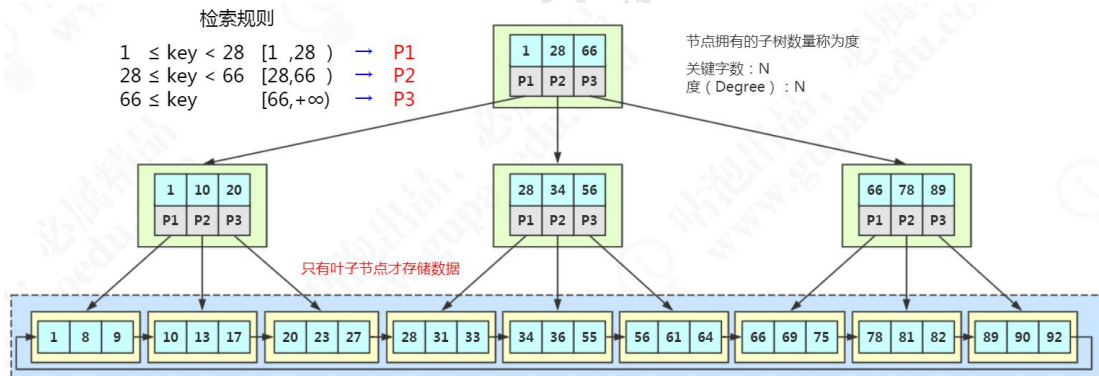 检索规则
1 ≤ key < 28 [1 ,28 ) → P1
28 ≤ key < 66 [28,66 ) → P2
66 ≤ key [66,+∞) → P3
节点拥有的子树数量称为度
关键字数：N
度（Degree）：N
1 28 66
P1 P2 P3
1 10 20
P1 P2 P3
28 34 56
P1 P2 P3
66 78 89
P1 P2 P3
只有叶子节点才存储数据
1 8 9
10 13 17
20 23 27
28 31 33
34 36 55
56 61 64
66 69 75
78 81 82
89 90 92